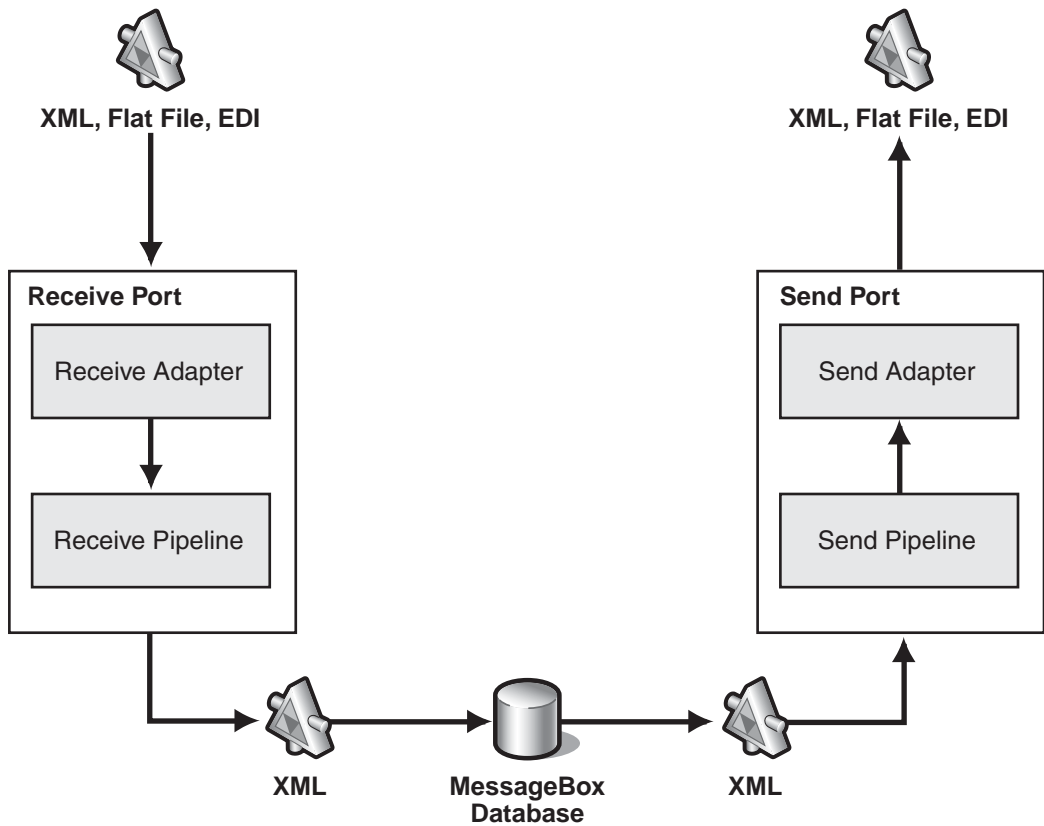 XML, Flat File, EDI
XML, Flat File, EDI
Receive Port
Receive Adapter
Receive Pipeline
Send Port
Send Adapter
Send Pipeline
XML
MessageBox
Database
XML